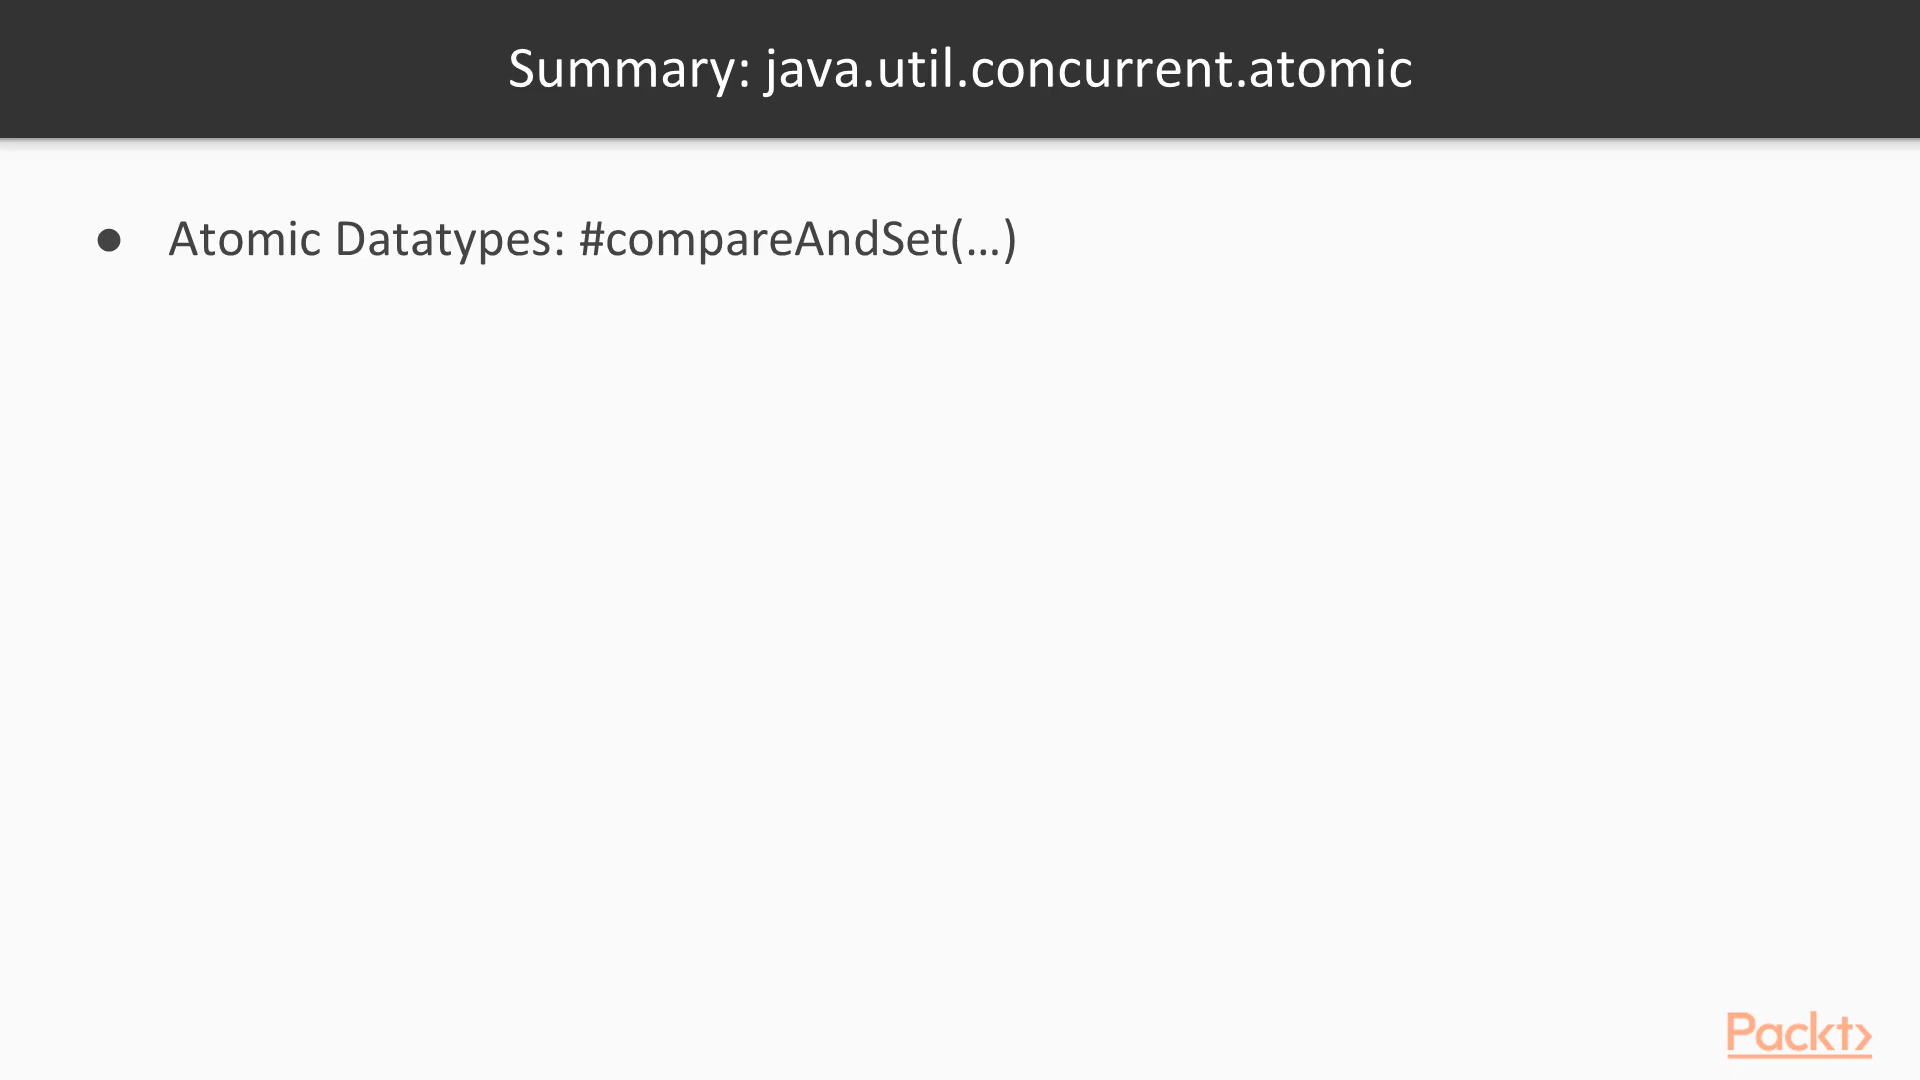 Summary: java.util.concurrent.atomic
● Atomic Datatypes: #compareAndSet(…)
Packt>